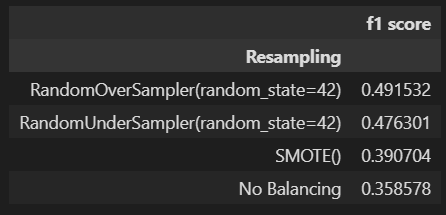 f1 score
Resampling
RandomOverSampler(random_state=42) 0.491532
RandomUnderSampler(random_state=42) 0.476301
SMOTE() 0.390704
No Balancing 0.358578